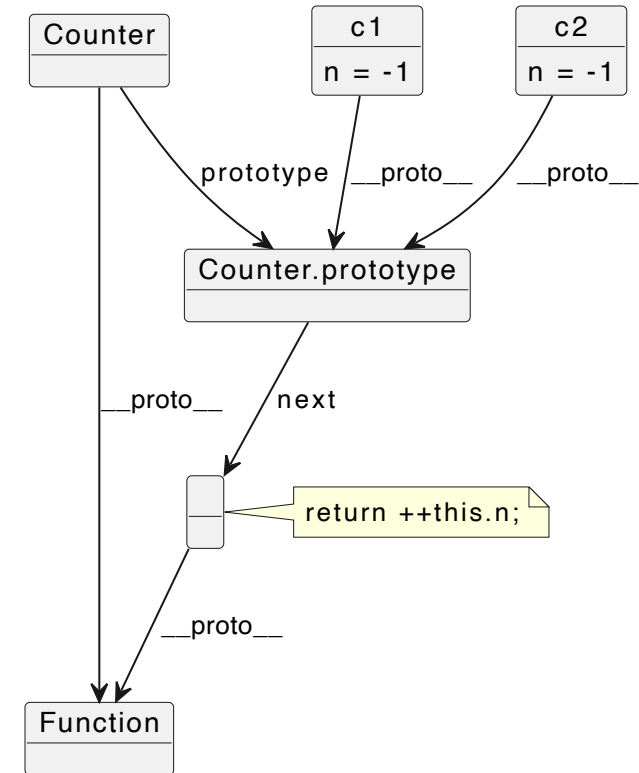 Counter
c1
n = -1
c2
n = -1
prototype
__proto__
__proto__
Counter.prototype
__proto__
next
return ++this.n;
__proto__
Function